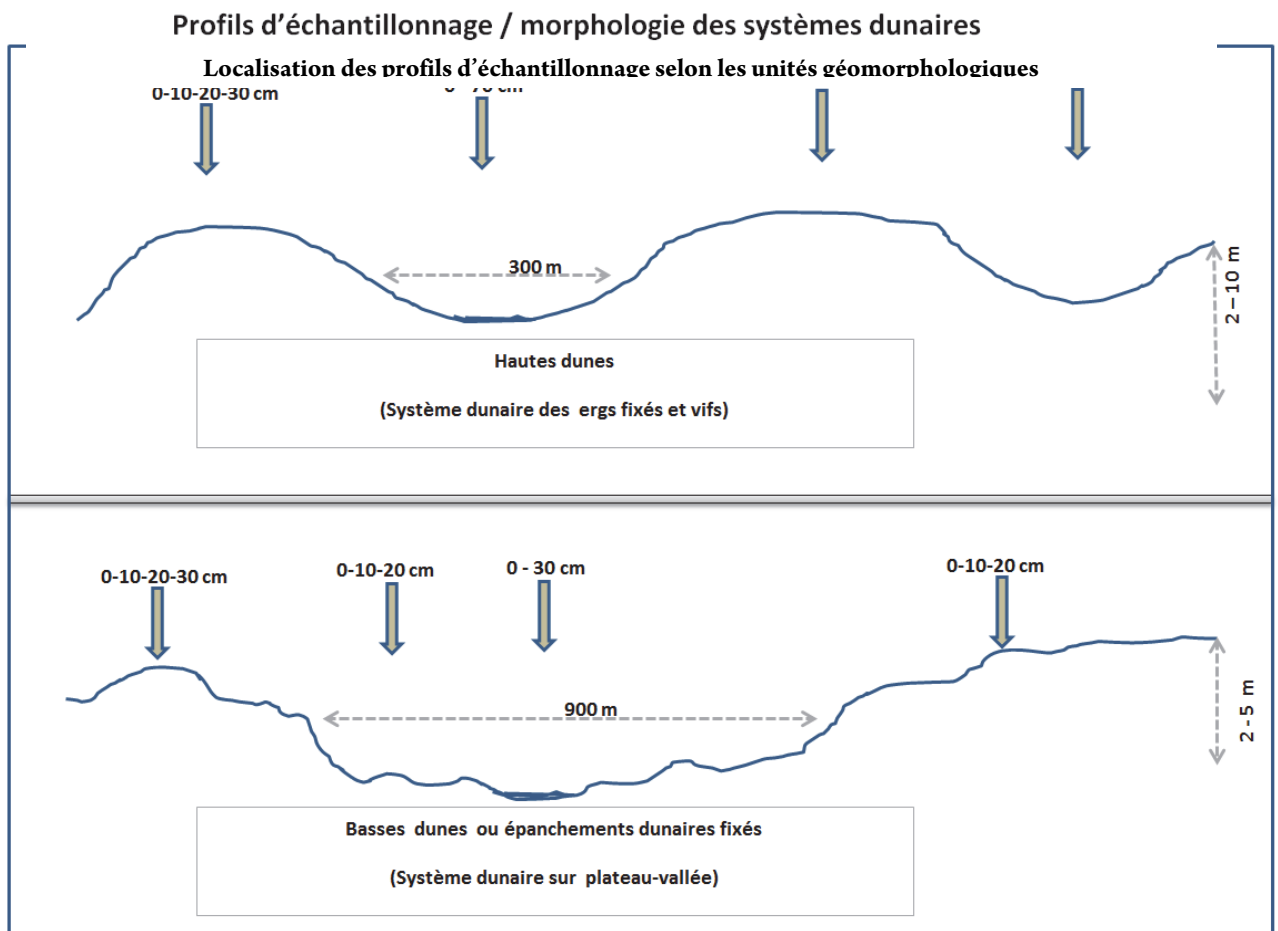 Profils d'échantillonnage / morphologie des systèmes dunaires
Localisation des profils d'échantillonnage selon les unités géomorphologiques
0-10-20-30 cm
cm
300 m
2 – 10 m
Hautes dunes
(Système dunaire des ergs fixés et vifs)
0-10-20-30 cm
0-10-20 cm
0 - 30 cm
0-10-20 cm
900 m
2 - 5 m
Basses dunes ou épanchements dunaires fixés
(Système dunaire sur plateau-vallée)